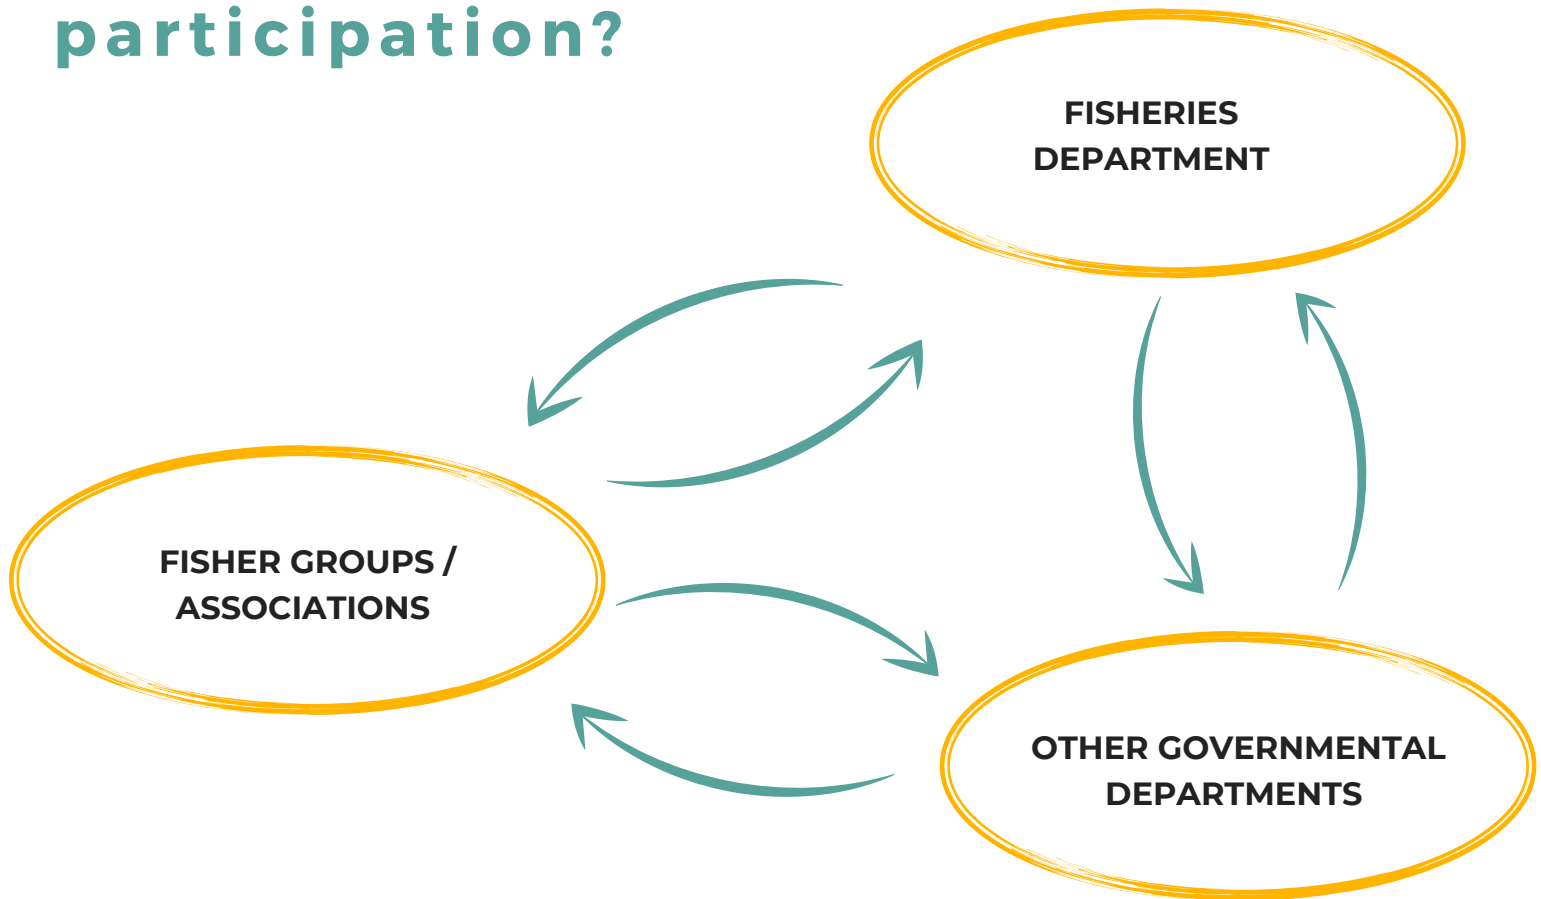 participation?
FISHERIES
DEPARTMENT
FISHER GROUPS /
ASSOCIATIONS
OTHER GOVERNMENTAL
DEPARTMENTS